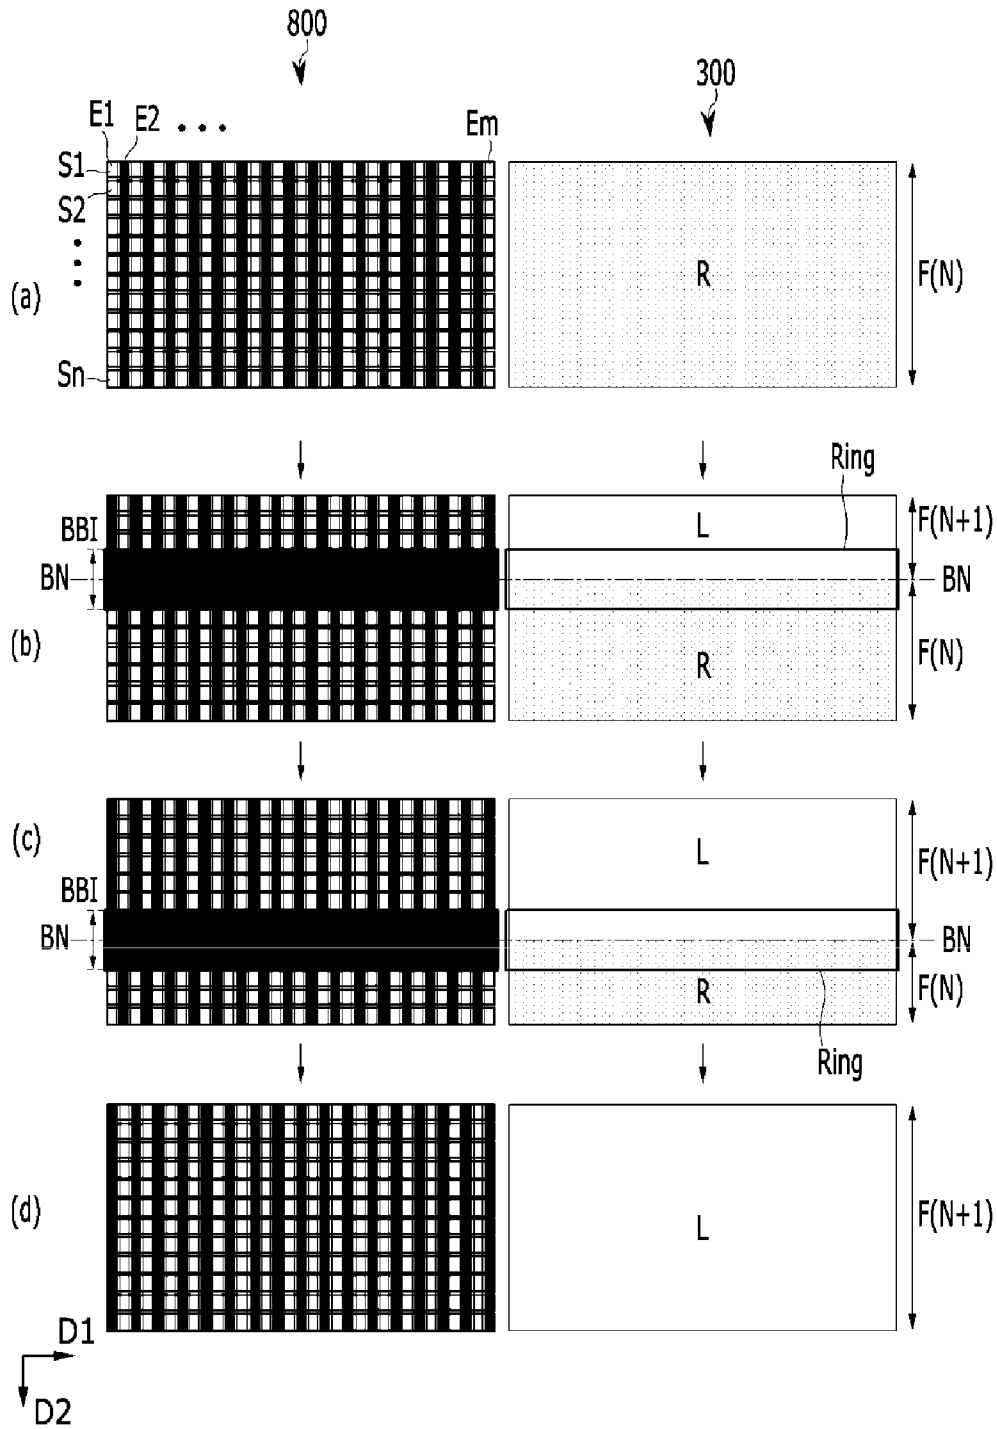 800
300
E1 E2 • • • Em
S1
S2
Sn
(a)
R
F(N)
Ring
BBI
BN
(b)
L
R
F(N+1)
BN
F(N)
(c)
BBI
BN
L
R
F(N+1)
BN
F(N)
Ring
(d)
L
F(N+1)
D1
D2